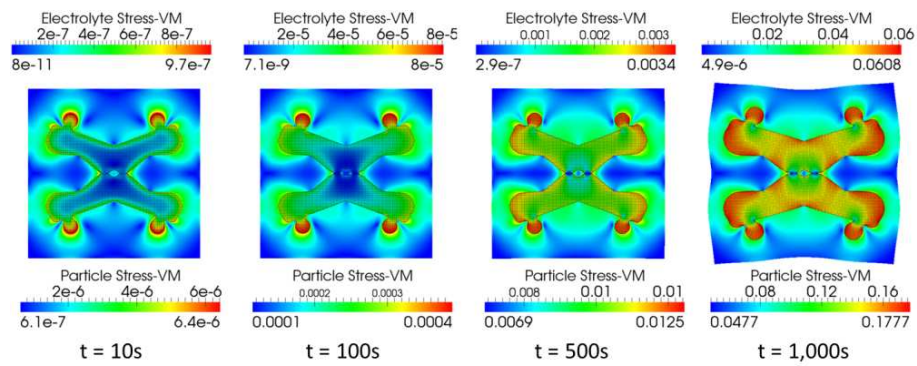 Electrolyte Stress-VM
2e-7 4e-7 6e-7 8e-7
8e-11 9.7e-7
Electrolyte Stress-VM
2e-5 4e-5 6e-5 8e-5
7.1e-9 8e-5
Electrolyte Stress-VM
0.001 0.002 0.003
2.9e-7 0.0034
Electrolyte Stress-VM
0.02 0.04 0.06
4.9e-6 0.0608
Particle Stress-VM
2e-6 4e-6 6e-6
6.1e-7 6.4e-6
t = 10s
Particle Stress-VM
0.0002 0.0003
0.0001 0.0004
t = 100s
Particle Stress-VM
0.008 0.01 0.01
0.0069 0.0125
t = 500s
Particle Stress-VM
0.08 0.12 0.16
0.0477 0.1777
t = 1,000s